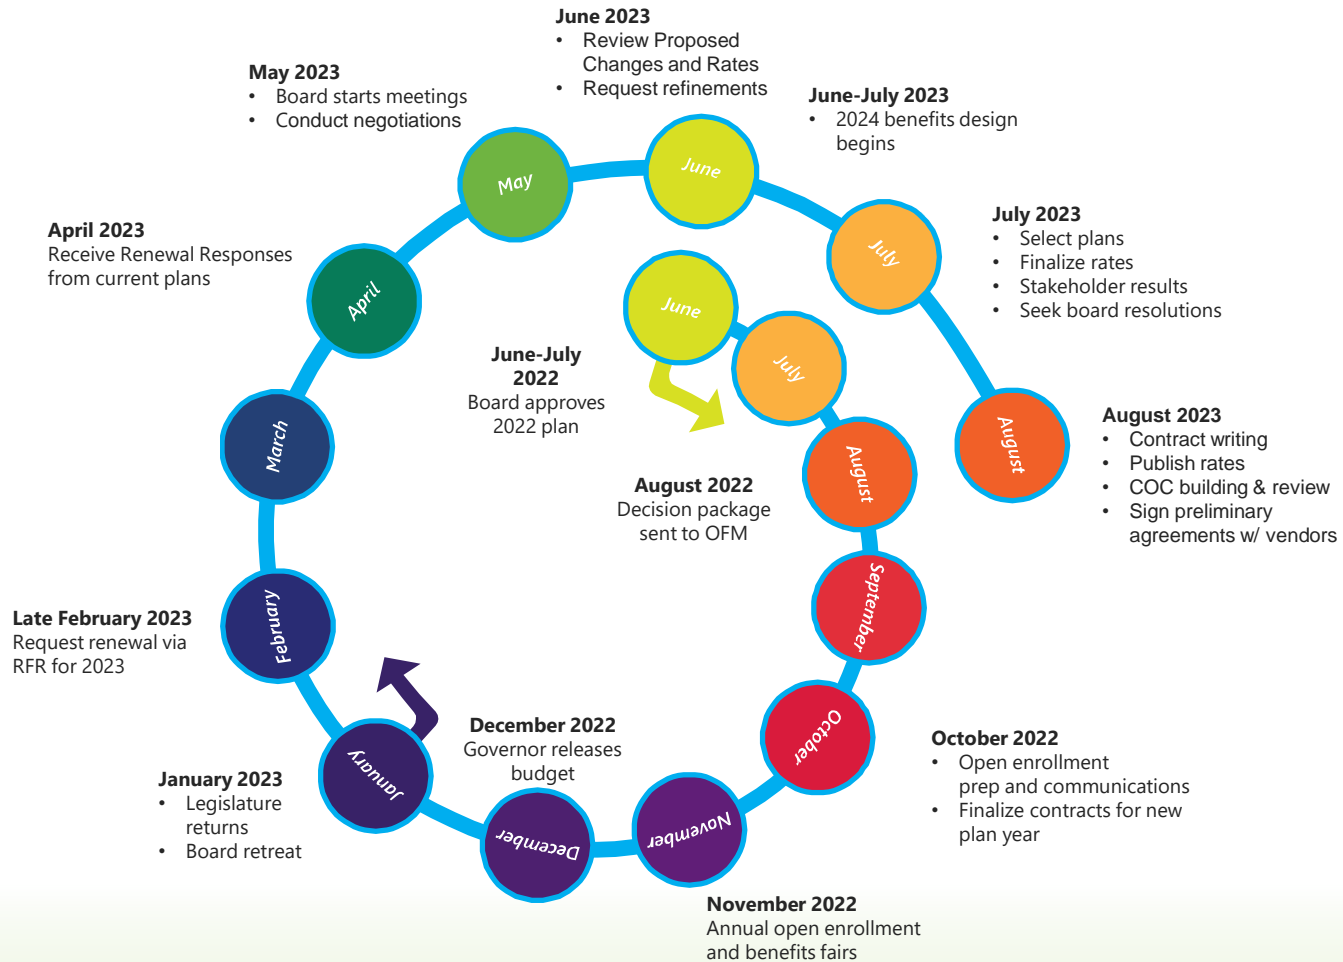 June 2023
• Review Proposed
Changes and Rates
• Request refinements
May 2023
• Board starts meetings
• Conduct negotiations
June-July 2023
• 2024 benefits design
begins
April 2023
Receive Renewal Responses
from current plans
July 2023
• Select plans
• Finalize rates
• Stakeholder results
• Seek board resolutions
June-July
2022
Board approves
2022 plan
August 2023
• Contract writing
• Publish rates
• COC building & review
• Sign preliminary
agreements w/ vendors
August 2022
Decision package
sent to OFM
Late February 2023
Request renewal via
RFR for 2023
December 2022
Governor releases
budget
October 2022
• Open enrollment
prep and communications
• Finalize contracts for new
plan year
January 2023
• Legislature
returns
• Board retreat
November 2022
Annual open enrollment
and benefits fairs
June
July
August
September
October
November
December
January
February
March
April
May
June
July
August